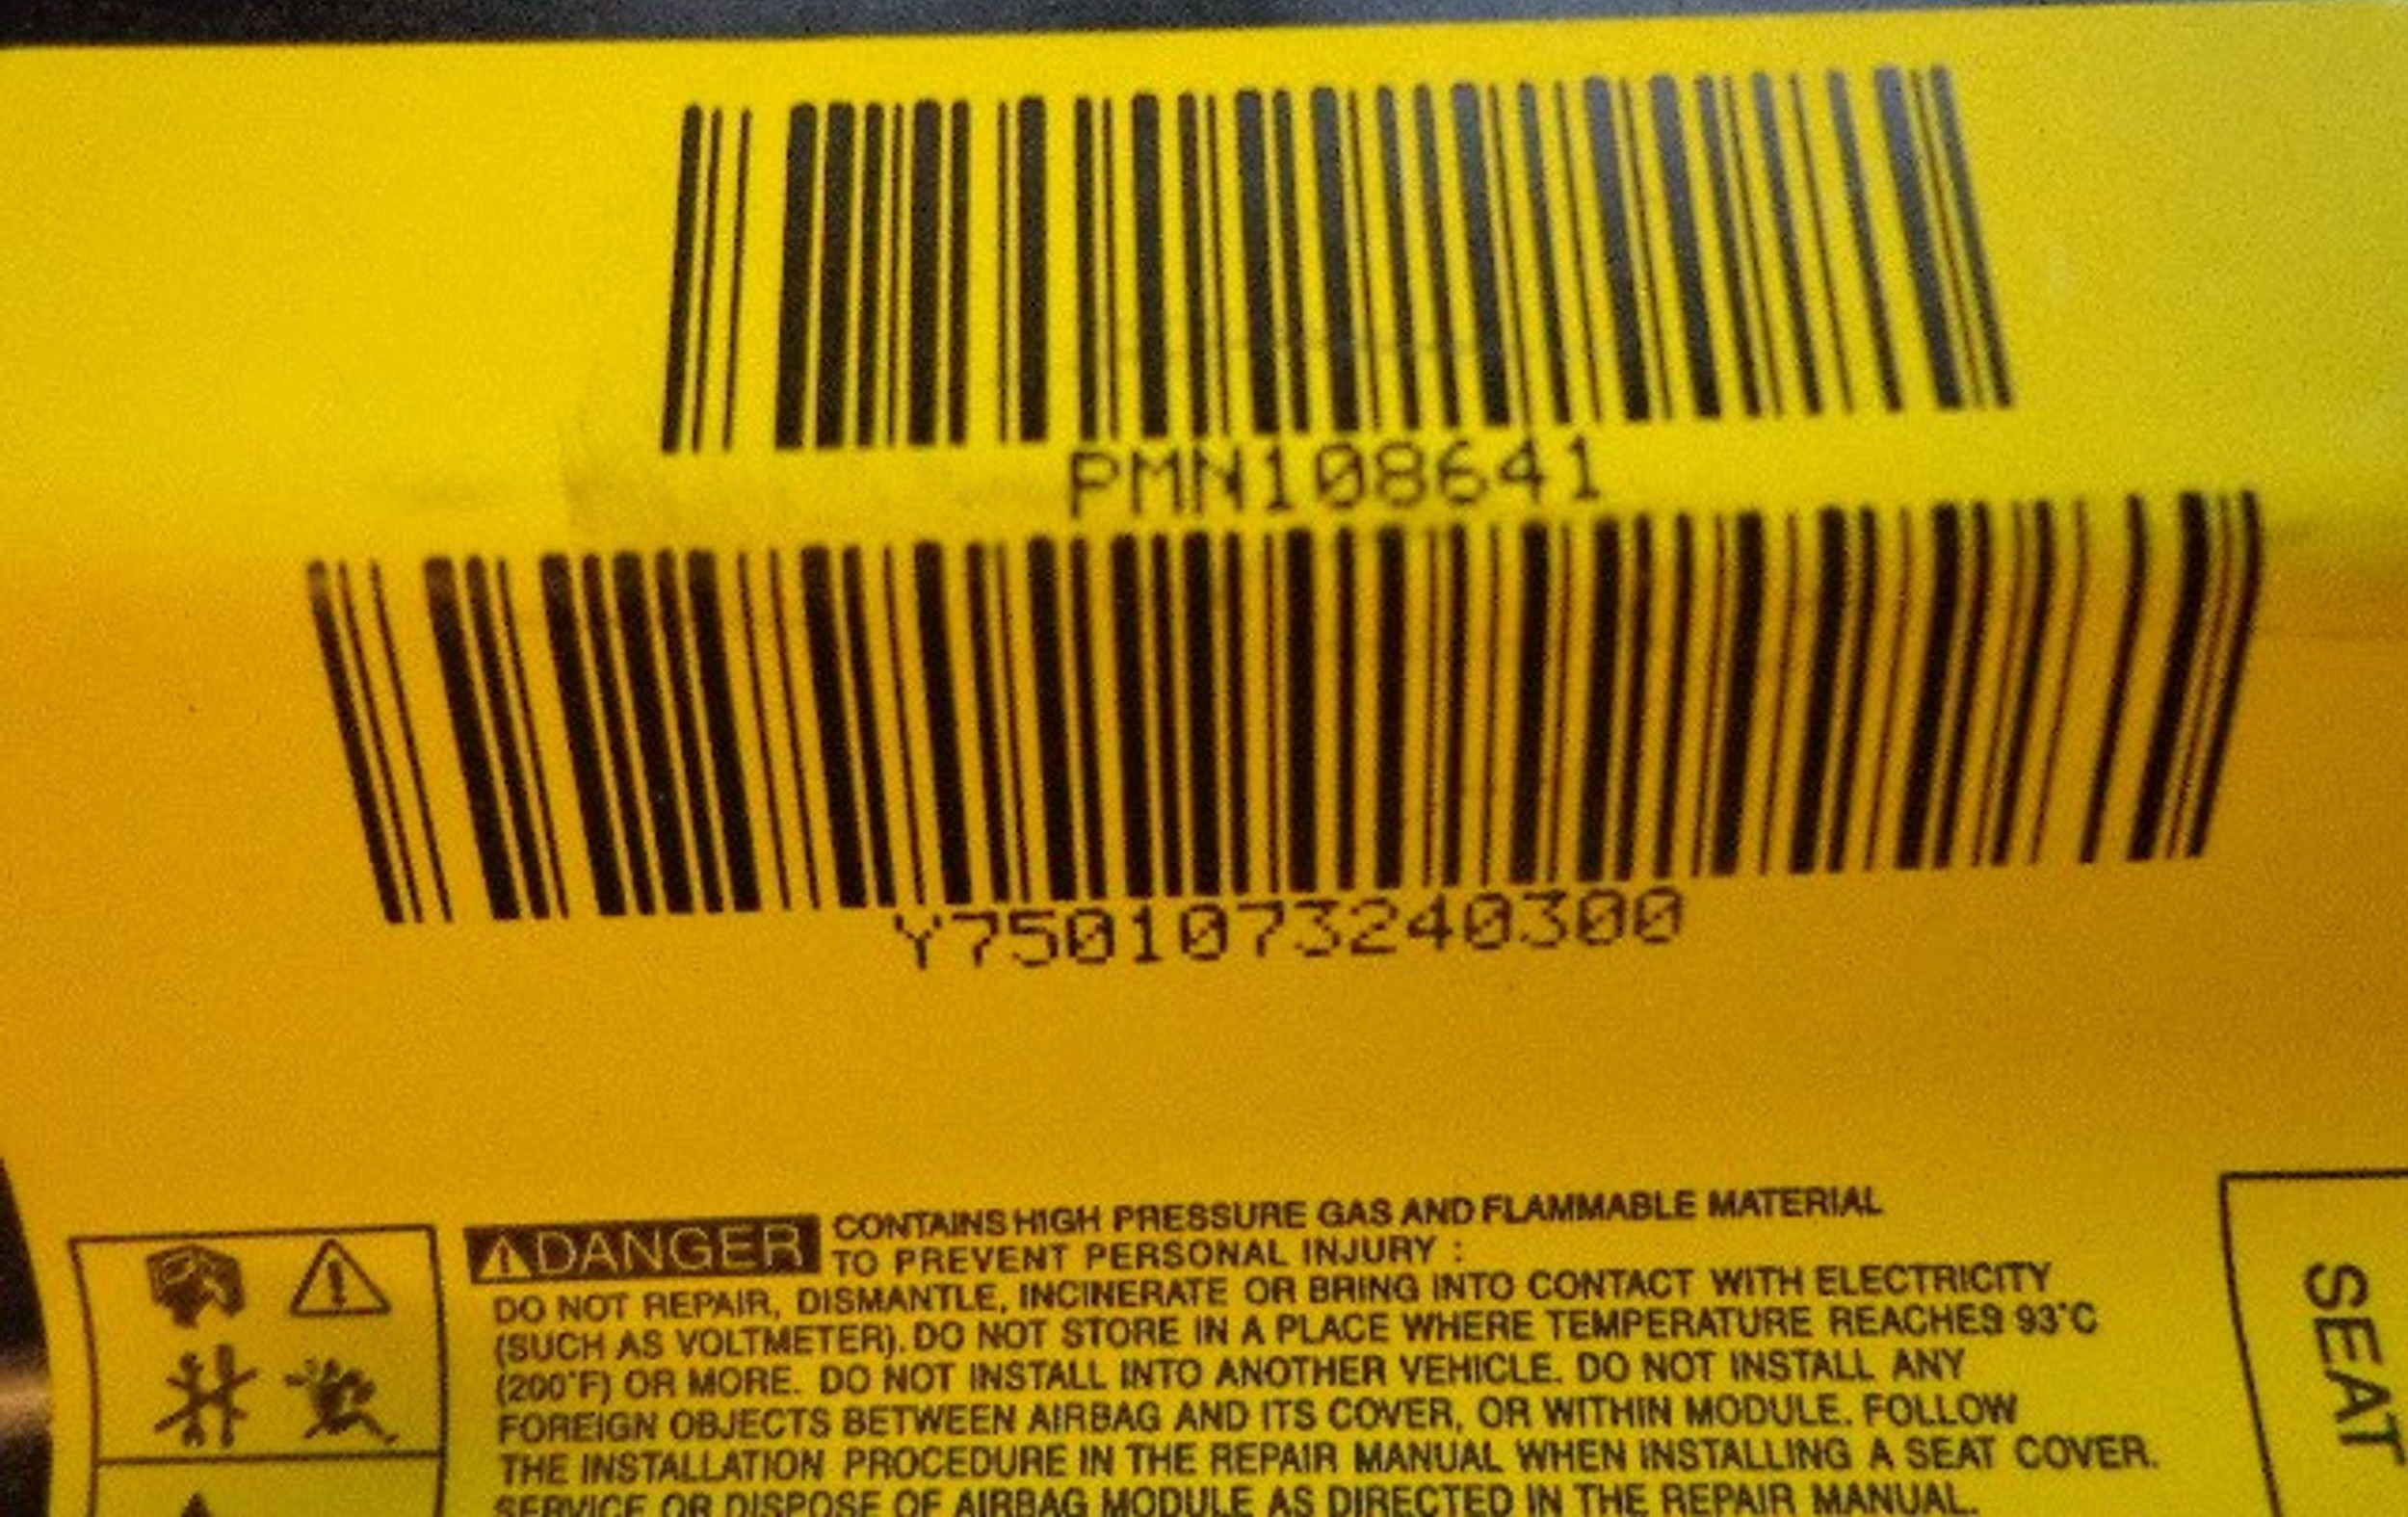 PMN108641
Y7501073240300
DANGER CONTAINS HIGH PRESSURE GAS AND FLAMMABLE MATERIAL
TO PREVENT PERSONAL INJURY :
DO NOT REPAIR, DISMANTLE, INCINERATE OR BRING INTO CONTACT WITH ELECTRICITY
(SUCH AS VOLTMETER). DO NOT STORE IN A PLACE WHERE TEMPERATURE REACHES 93°C
(200°F) OR MORE. DO NOT INSTALL INTO ANOTHER VEHICLE. DO NOT INSTALL ANY
FOREIGN OBJECTS BETWEEN AIRBAG AND ITS COVER, OR WITHIN MODULE. FOLLOW
THE INSTALLATION PROCEDURE IN THE REPAIR MANUAL WHEN INSTALLING A SEAT COVER.
SERVICE OR DISPOSE OF AIRBAG MODULE AS DIRECTED IN THE REPAIR MANUAL.
SEAT